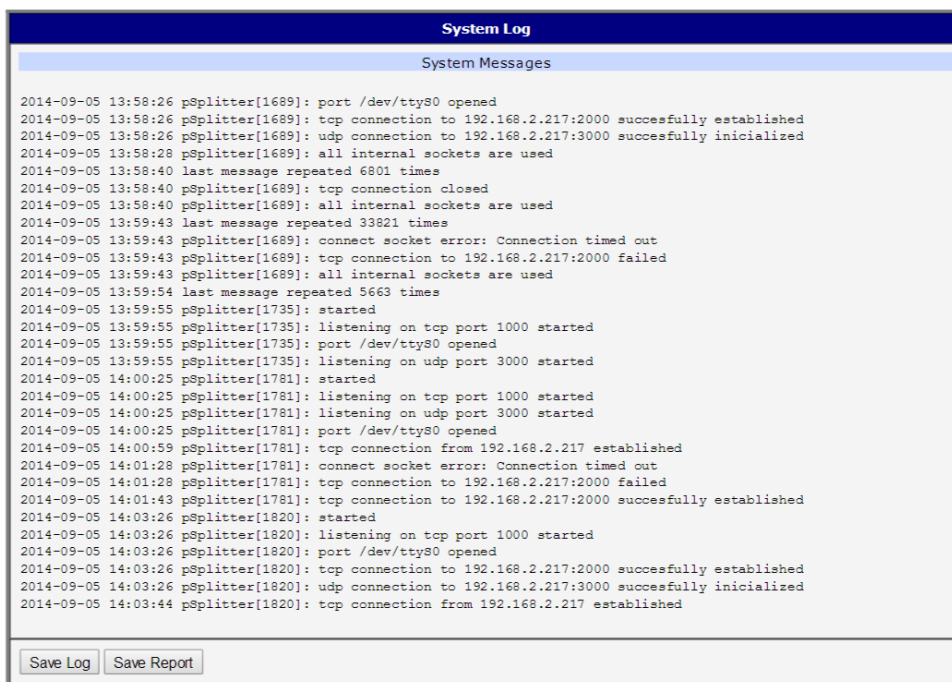 System Log
System Messages
2014-09-05 13:58:26 pSplitter[1689]: port /dev/ttyS0 opened
2014-09-05 13:58:26 pSplitter[1689]: tcp connection to 192.168.2.217:2000 succesfully established
2014-09-05 13:58:26 pSplitter[1689]: udp connection to 192.168.2.217:3000 succesfully inicialized
2014-09-05 13:58:28 pSplitter[1689]: all internal sockets are used
2014-09-05 13:58:40 last message repeated 6801 times
2014-09-05 13:58:40 pSplitter[1689]: tcp connection closed
2014-09-05 13:58:40 pSplitter[1689]: all internal sockets are used
2014-09-05 13:59:43 last message repeated 33821 times
2014-09-05 13:59:43 pSplitter[1689]: connect socket error: Connection timed out
2014-09-05 13:59:43 pSplitter[1689]: tcp connection to 192.168.2.217:2000 failed
2014-09-05 13:59:43 pSplitter[1689]: all internal sockets are used
2014-09-05 13:59:54 last message repeated 5663 times
2014-09-05 13:59:55 pSplitter[1735]: started
2014-09-05 13:59:55 pSplitter[1735]: listening on tcp port 1000 started
2014-09-05 13:59:55 pSplitter[1735]: port /dev/ttyS0 opened
2014-09-05 13:59:55 pSplitter[1735]: listening on udp port 3000 started
2014-09-05 14:00:25 pSplitter[1781]: started
2014-09-05 14:00:25 pSplitter[1781]: listening on tcp port 1000 started
2014-09-05 14:00:25 pSplitter[1781]: listening on udp port 3000 started
2014-09-05 14:00:25 pSplitter[1781]: port /dev/ttyS0 opened
2014-09-05 14:00:59 pSplitter[1781]: tcp connection from 192.168.2.217 established
2014-09-05 14:01:28 pSplitter[1781]: connect socket error: Connection timed out
2014-09-05 14:01:28 pSplitter[1781]: tcp connection to 192.168.2.217:2000 failed
2014-09-05 14:01:43 pSplitter[1781]: tcp connection to 192.168.2.217:2000 succesfully established
2014-09-05 14:03:26 pSplitter[1820]: started
2014-09-05 14:03:26 pSplitter[1820]: listening on tcp port 1000 started
2014-09-05 14:03:26 pSplitter[1820]: port /dev/ttyS0 opened
2014-09-05 14:03:26 pSplitter[1820]: tcp connection to 192.168.2.217:2000 succesfully established
2014-09-05 14:03:26 pSplitter[1820]: udp connection to 192.168.2.217:3000 succesfully inicialized
2014-09-05 14:03:44 pSplitter[1820]: tcp connection from 192.168.2.217 established
Save Log Save Report